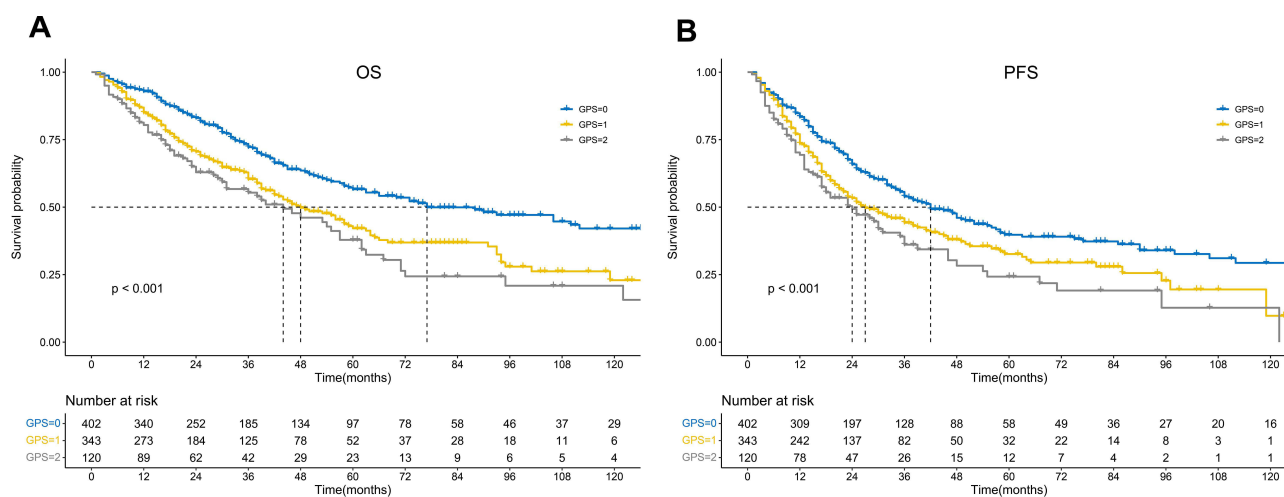 A
OS
1.00
0.75
0.50
0.25
0.00
Survival probability
GPS=0
GPS=1
GPS=2
p < 0.001
0 12 24 36 48 60 72 84 96 108 120
Time(months)
Number at risk
GPS=0 402 340 252 185 134 97 78 58 46 37 29
GPS=1 343 273 184 125 78 52 37 28 18 11 6
GPS=2 120 89 62 42 29 23 13 9 6 5 4
0 12 24 36 48 60 72 84 96 108 120
Time(months)
B
PFS
1.00
0.75
0.50
0.25
0.00
Survival probability
GPS=0
GPS=1
GPS=2
p < 0.001
0 12 24 36 48 60 72 84 96 108 120
Time(months)
Number at risk
GPS=0 402 309 197 128 88 58 49 36 27 20 16
GPS=1 343 242 137 82 50 32 22 14 8 3 1
GPS=2 120 78 47 26 15 12 7 4 2 1 1
0 12 24 36 48 60 72 84 96 108 120
Time(months)